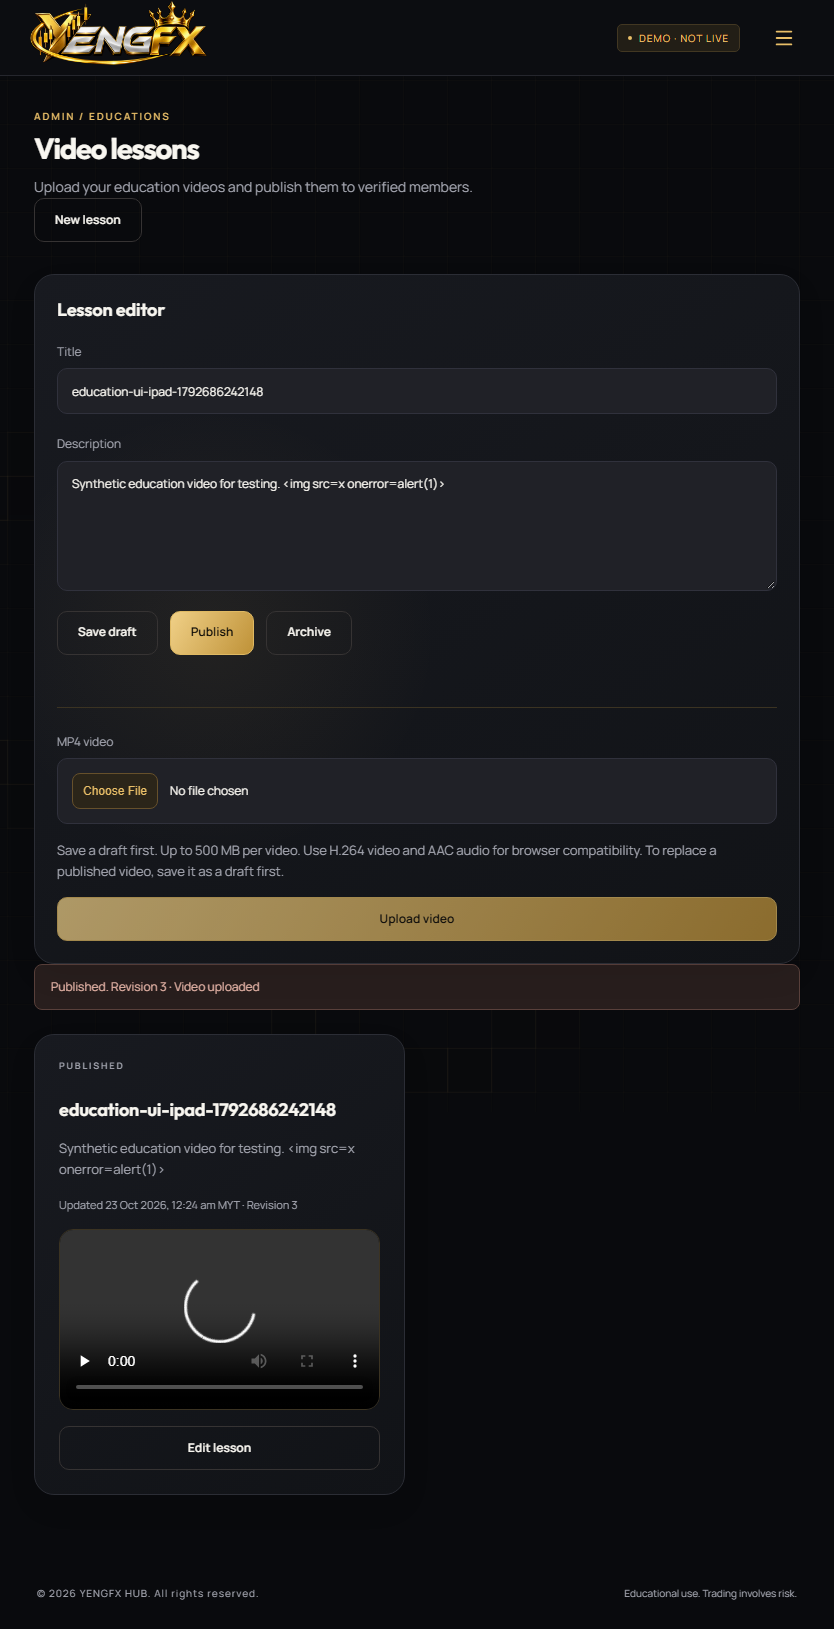 YENGFX
DEMO · NOT LIVE
ADMIN / EDUCATIONS
Video lessons
Upload your education videos and publish them to verified members.
New lesson
Lesson editor
Title
education-ui-ipad-1792686242148
Description
Synthetic education video for testing. <img src=x onerror=alert(1)>
Save draft
Publish
Archive
MP4 video
Choose File No file chosen
Save a draft first. Up to 500 MB per video. Use H.264 video and AAC audio for browser compatibility. To replace a
published video, save it as a draft first.
Upload video
Published. Revision 3 · Video uploaded
PUBLISHED
education-ui-ipad-1792686242148
Synthetic education video for testing. <img src=x
onerror=alert(1)>
Updated 23 Oct 2026, 12:24 am MYT · Revision 3
0:00
Edit lesson
© 2026 YENGFX HUB. All rights reserved.
Educational use. Trading involves risk.